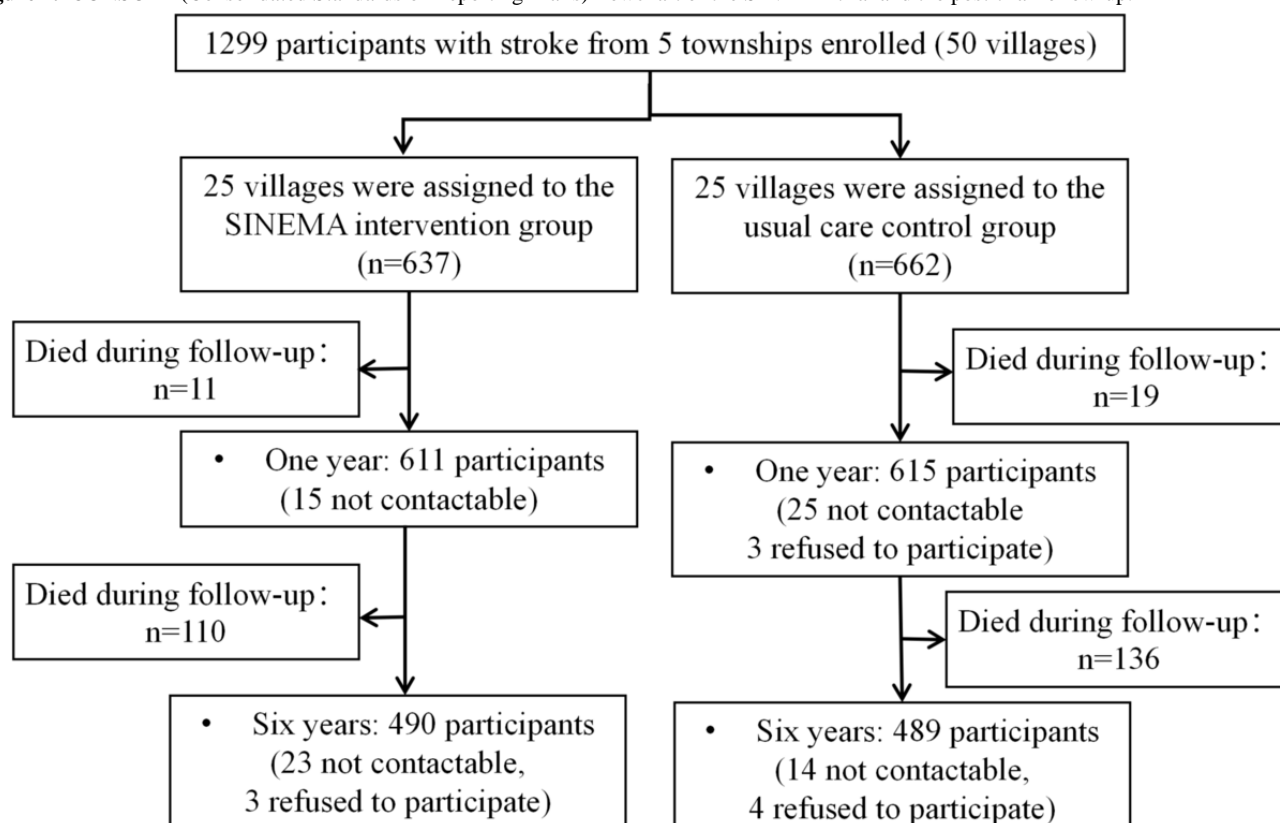 1299 participants with stroke from 5 townships enrolled (50 villages)
25 villages were assigned to the
SINEMA intervention group
(n=637)
25 villages were assigned to the
usual care control group
(n=662)
Died during follow-up:
n=11
Died during follow-up:
n=19
• One year: 611 participants
(15 not contactable)
• One year: 615 participants
(25 not contactable
3 refused to participate)
Died during follow-up:
n=110
Died during follow-up:
n=136
• Six years: 490 participants
(23 not contactable,
3 refused to participate)
• Six years: 489 participants
(14 not contactable,
4 refused to participate)